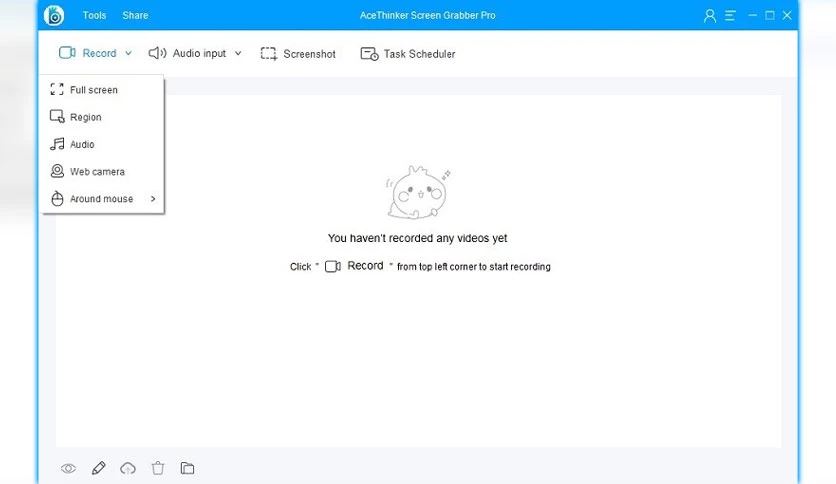 Tools Share AceThinker Screen Grabber Pro
Record Audio input Screenshot Task Scheduler
Full screen
Region
Audio
Web camera
Around mouse
You haven't recorded any videos yet
Click " Record " from top left corner to start recording